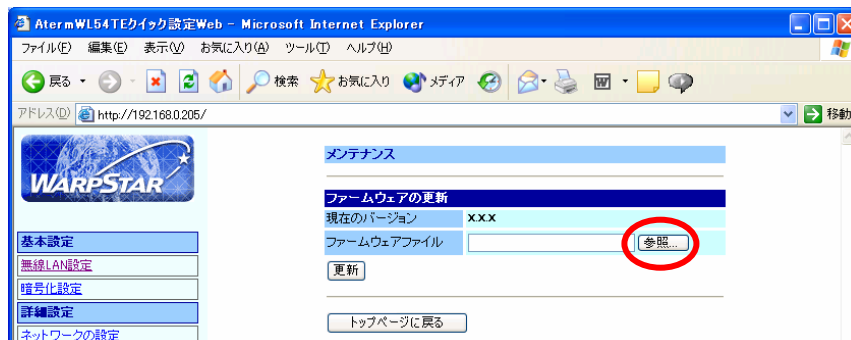 AtermWL54TEクイック設定Web - Microsoft Internet Explorer
ファイル(F) 編集(E) 表示(V) お気に入り(A) ツール(T) ヘルプ(H)
戻る 検索 お気に入り メディア
アドレス(D) http://192.168.0.205/ 移動
WARPSTAR
基本設定
無線LAN設定
暗号化設定
詳細設定
ネットワークの設定
メンテナンス
ファームウェアの更新
現在のバージョン x.x.x
ファームウェアファイル 参照...
更新
トップページに戻る